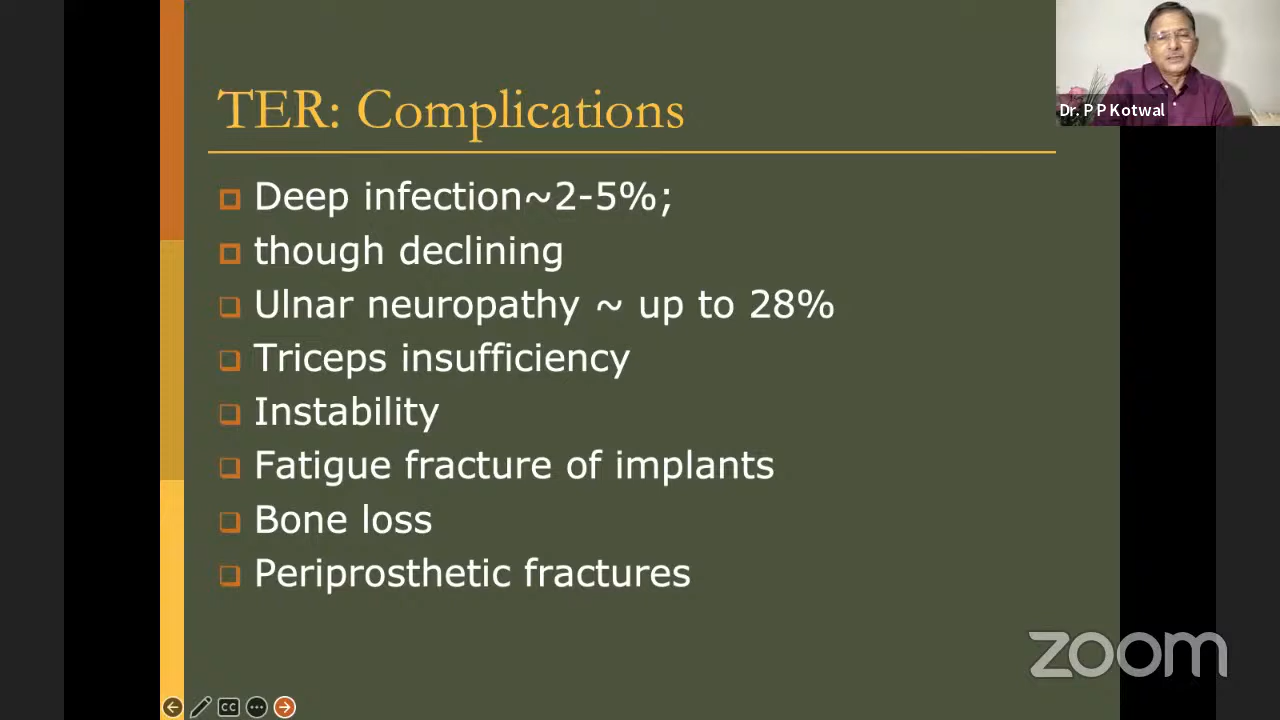 TER: Complications
Dr. P P Kotwal
Deep infection~2-5%;
though declining
Ulnar neuropathy ~ up to 28%
Triceps insufficiency
Instability
Fatigue fracture of implants
Bone loss
Periprosthetic fractures
zoom
CC